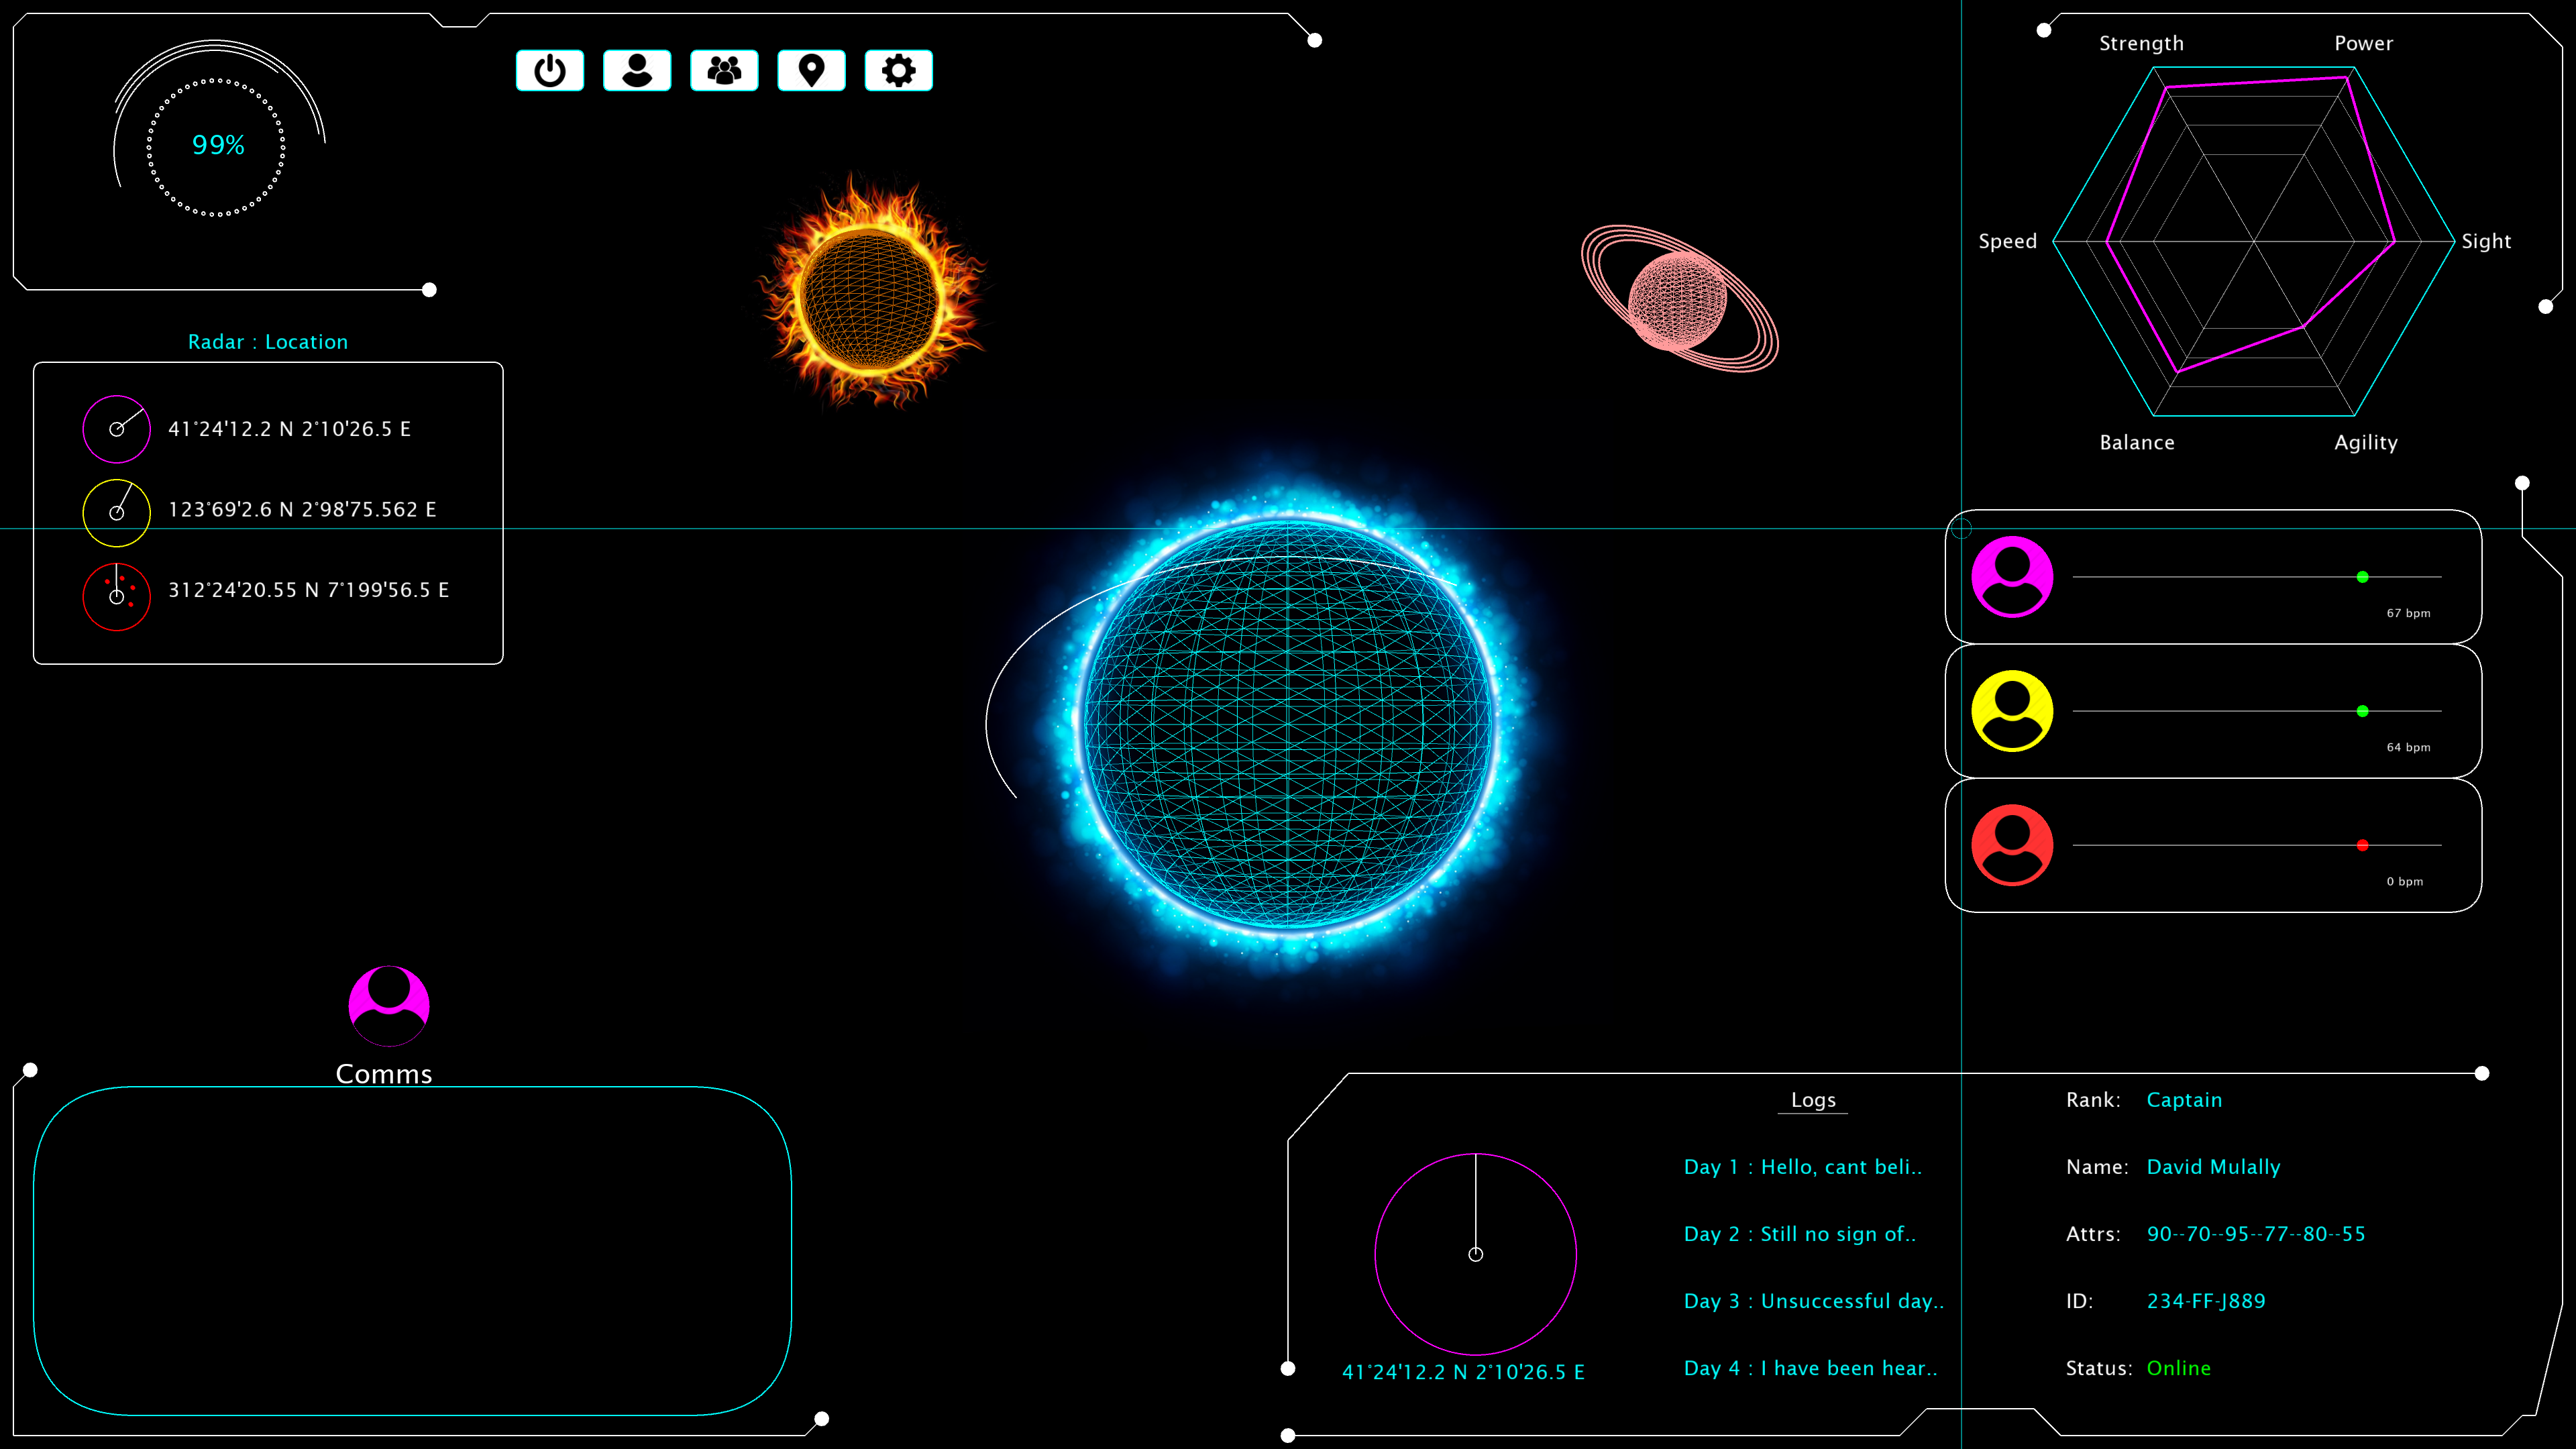 99%
Strength
Power
Speed
Sight
Balance
Agility
Radar : Location
41°24'12.2 N 2°10'26.5 E
123°69'2.6 N 2°98'75.562 E
312°24'20.55 N 7°199'56.5 E
67 bpm
64 bpm
0 bpm
Comms
41°24'12.2 N 2°10'26.5 E
Logs
Day 1 : Hello, cant beli..
Day 2 : Still no sign of..
Day 3 : Unsuccessful day..
Day 4 : I have been hear..
Rank: Captain
Name: David Mulally
Attrs: 90--70--95--77--80--55
ID: 234-FF-J889
Status: Online